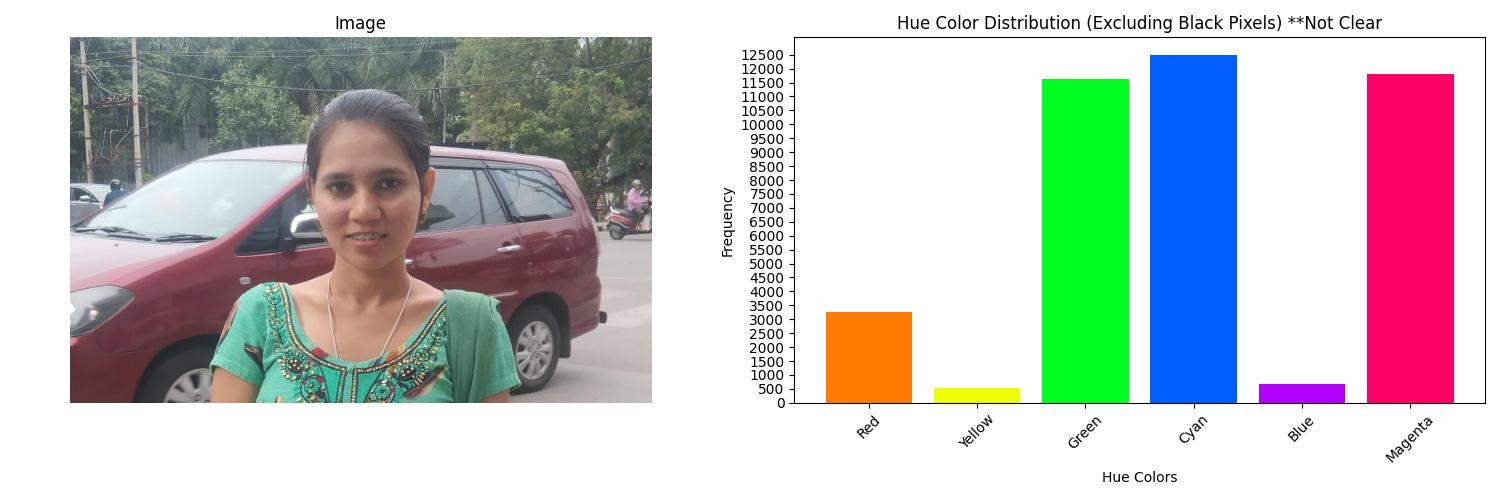 Image
Hue Color Distribution (Excluding Black Pixels) **Not Clear
12500
12000
11500
11000
10500
10000
9500
9000
8500
8000
7500
7000
6500
6000
5500
5000
4500
4000
3500
3000
2500
2000
1500
1000
500
0
Frequency
Red
Yellow
Green
Cyan
Blue
Magenta
Hue Colors